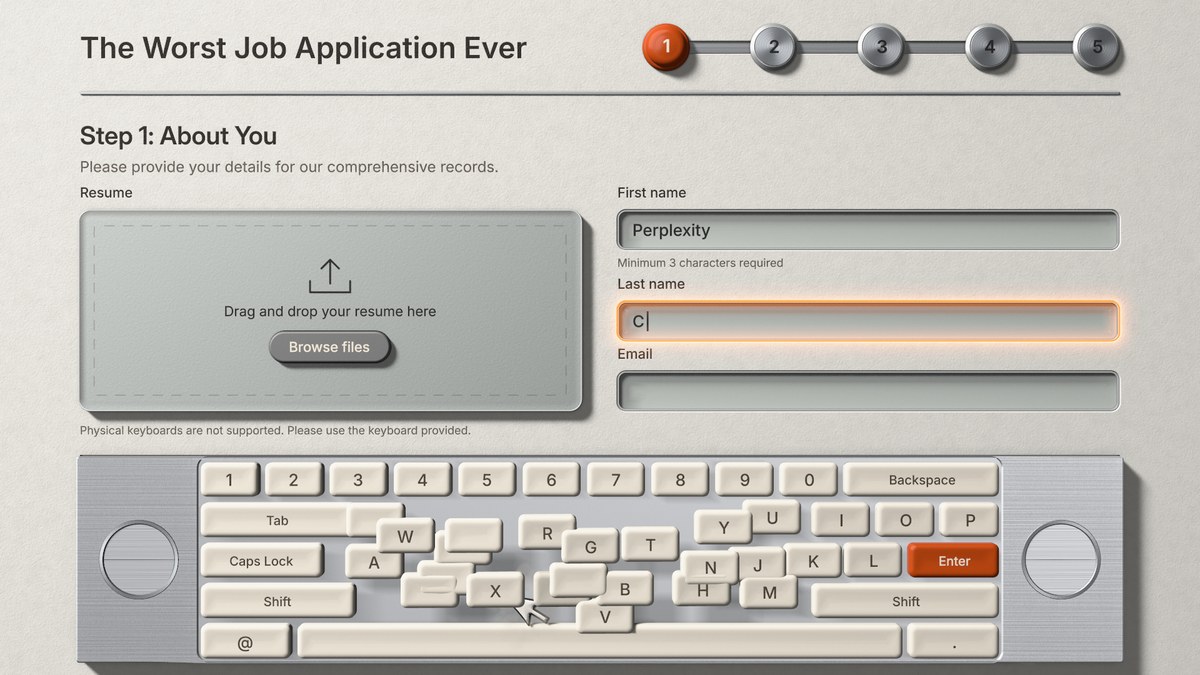 The Worst Job Application Ever
1 2 3 4 5
Step 1: About You
Please provide your details for our comprehensive records.
Resume
Drag and drop your resume here
Browse files
Physical keyboards are not supported. Please use the keyboard provided.
First name
Perplexity
Minimum 3 characters required
Last name
C
Email
1 2 3 4 5 6 7 8 9 0 Backspace
Tab W R G T Y U I O P
Caps Lock A N J K L Enter
Shift X B H M Shift
V
@ .